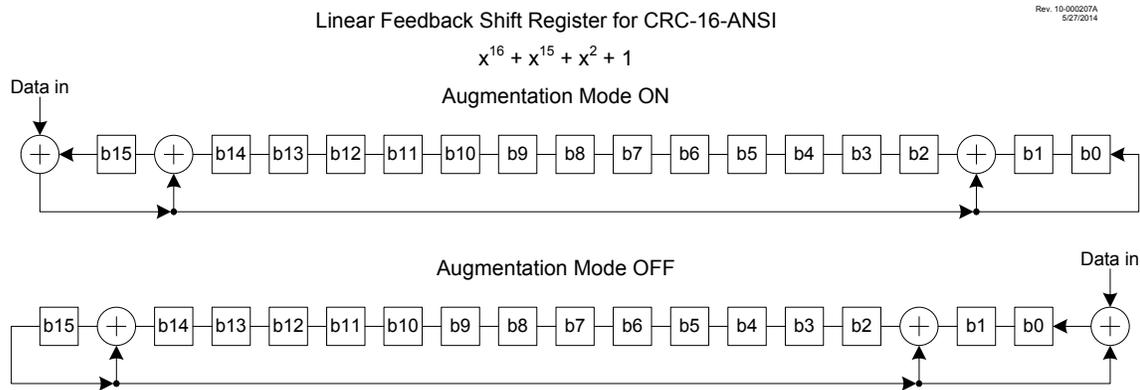 Linear Feedback Shift Register for CRC-16-ANSI
Rev. 10-000207A
5/27/2014
x^16 + x^15 + x^2 + 1
Augmentation Mode ON
Data in
b15 b14 b13 b12 b11 b10 b9 b8 b7 b6 b5 b4 b3 b2 b1 b0
Augmentation Mode OFF
Data in
b15 b14 b13 b12 b11 b10 b9 b8 b7 b6 b5 b4 b3 b2 b1 b0